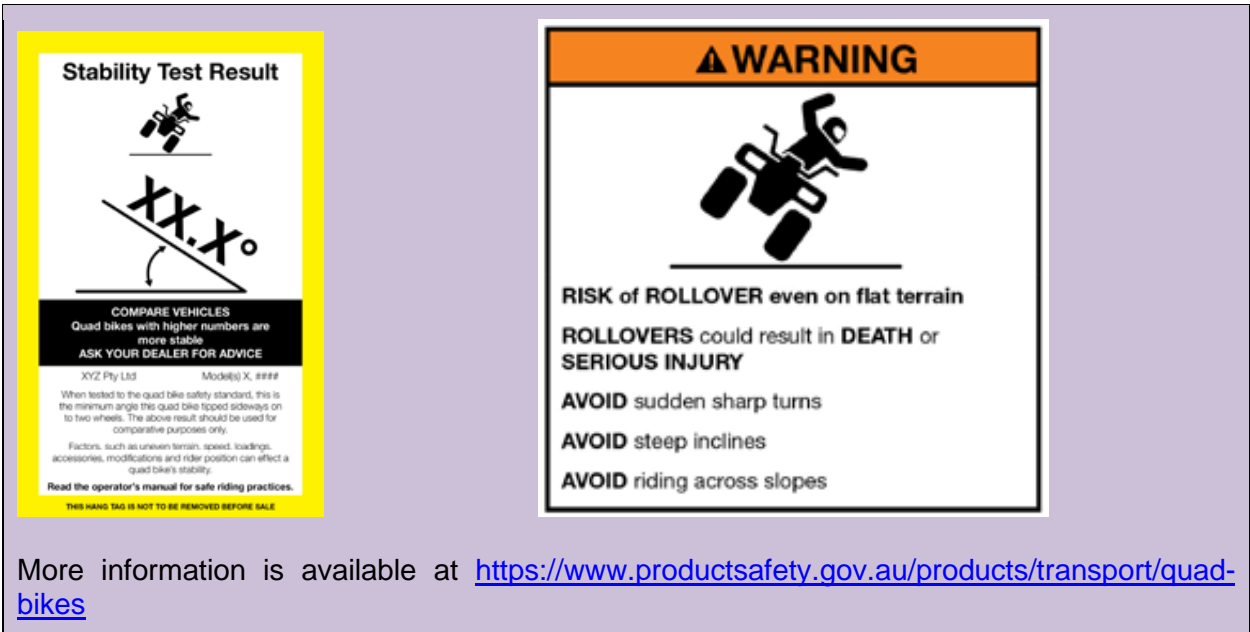 Stability Test Result
XX.X°
COMPARE VEHICLES
Quad bikes with higher numbers are
more stable
ASK YOUR DEALER FOR ADVICE
XYZ Pty Ltd Model(s) X, ####
When tested to the quad bike safety standard, this is
the minimum angle this quad bike tipped sideways on
to two wheels. The above result should be used for
comparative purposes only.
Factors, such as uneven terrain, speed, loadings,
accessories, modifications and rider position can effect a
quad bike's stability.
Read the operator's manual for safe riding practices.
THIS HANG TAG IS NOT TO BE REMOVED BEFORE SALE
WARNING
RISK of ROLLOVER even on flat terrain
ROLLOVERS could result in DEATH or
SERIOUS INJURY
AVOID sudden sharp turns
AVOID steep inclines
AVOID riding across slopes
More information is available at https://www.productsafety.gov.au/products/transport/quad-
bikes